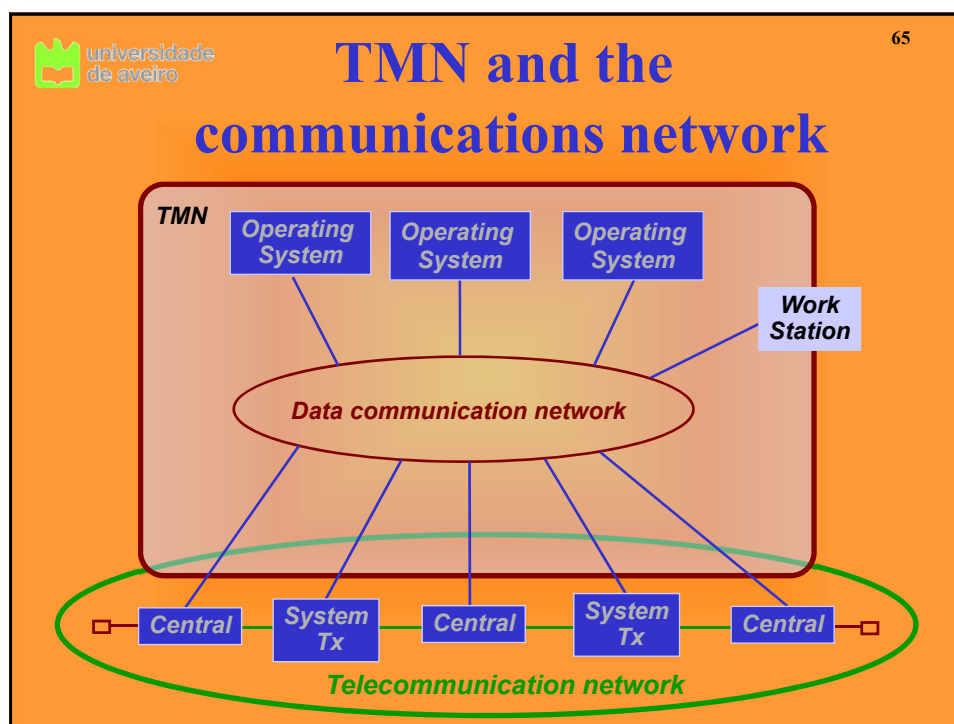 universidade
de aveiro
65
TMN and the
communications network
TMN
Operating
System
Operating
System
Operating
System
Work
Station
Data communication network
Central
System
Tx
Central
System
Tx
Central
Telecommunication network